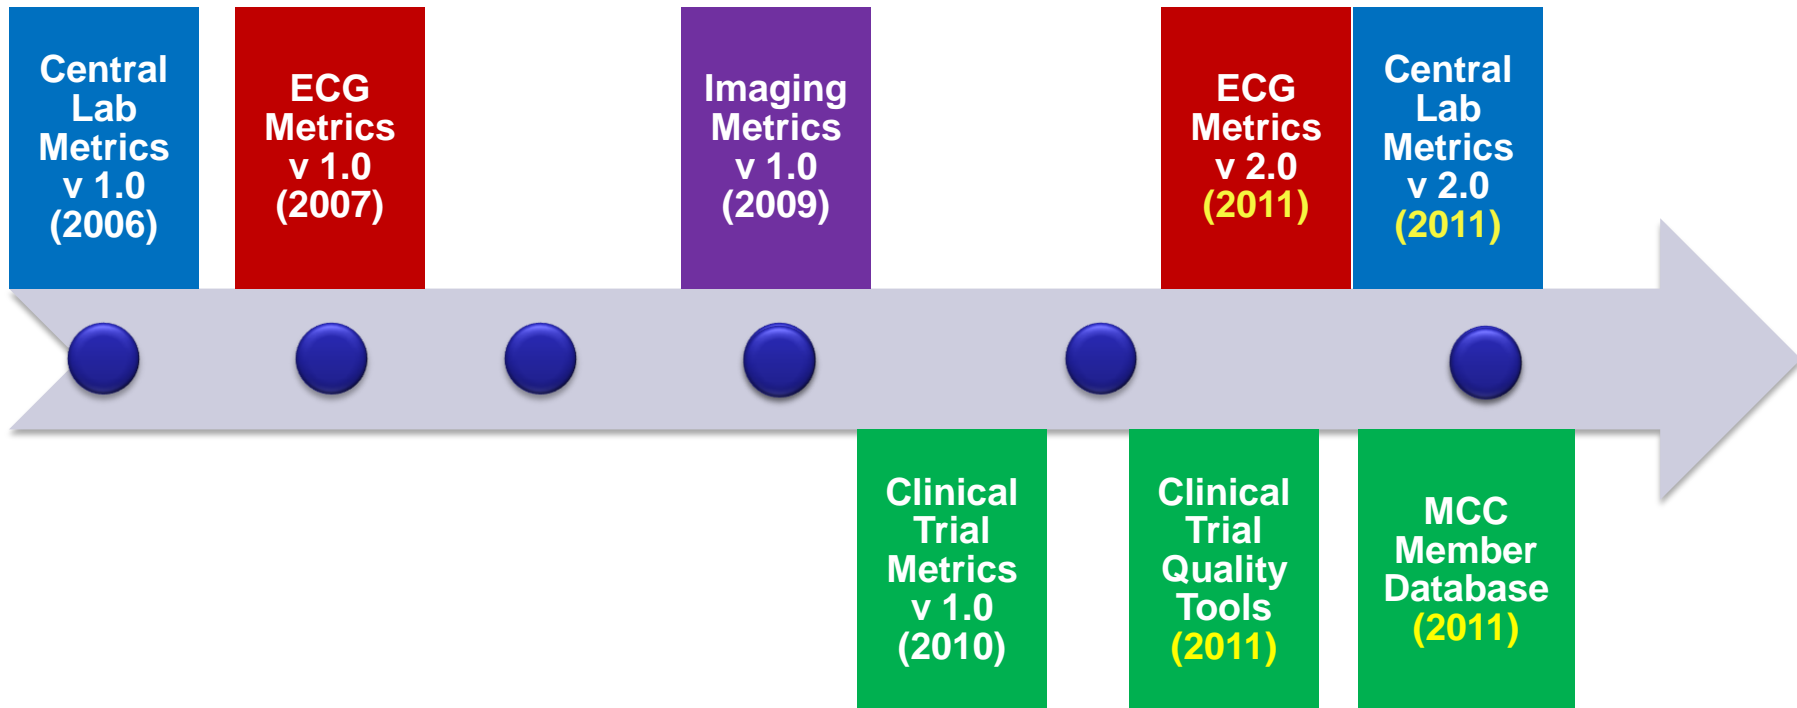 Central
Lab
Metrics
v 1.0
(2006)
ECG
Metrics
v 1.0
(2007)
Imaging
Metrics
v 1.0
(2009)
ECG
Metrics
v 2.0
(2011)
Central
Lab
Metrics
v 2.0
(2011)
Clinical
Trial
Metrics
v 1.0
(2010)
Clinical
Trial
Quality
Tools
(2011)
MCC
Member
Database
(2011)